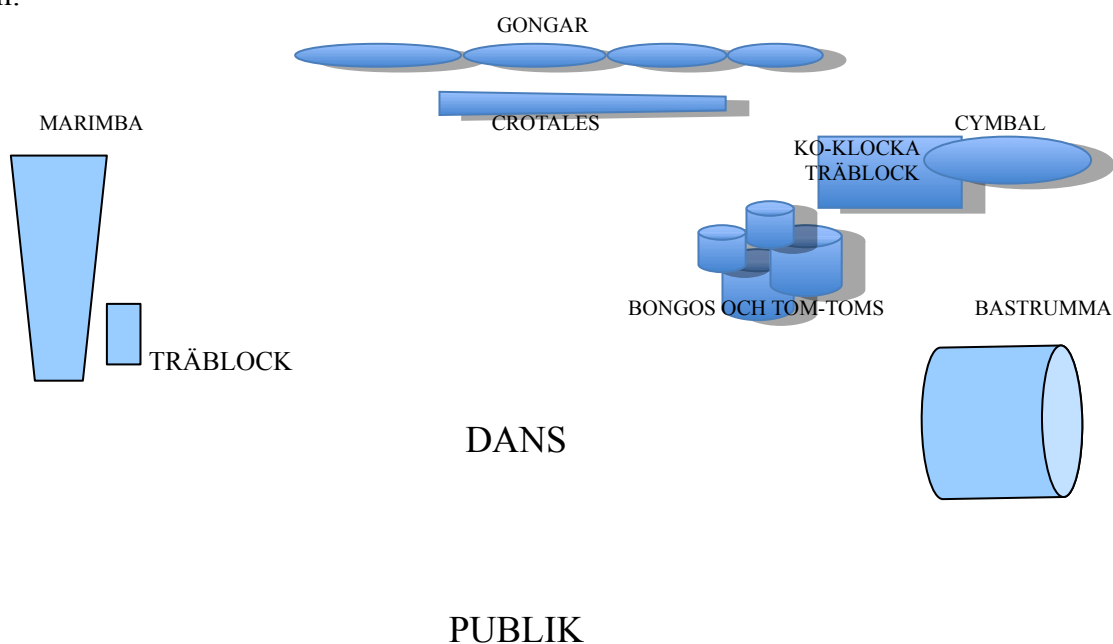 GONGAR
MARIMBA
CROTALES
CYMBAL
KO-KLOCKA
TRÄBLOCK
BONGOS OCH TOM-TOMS
BASTRUMMA
TRÄBLOCK
DANS
PUBLIK